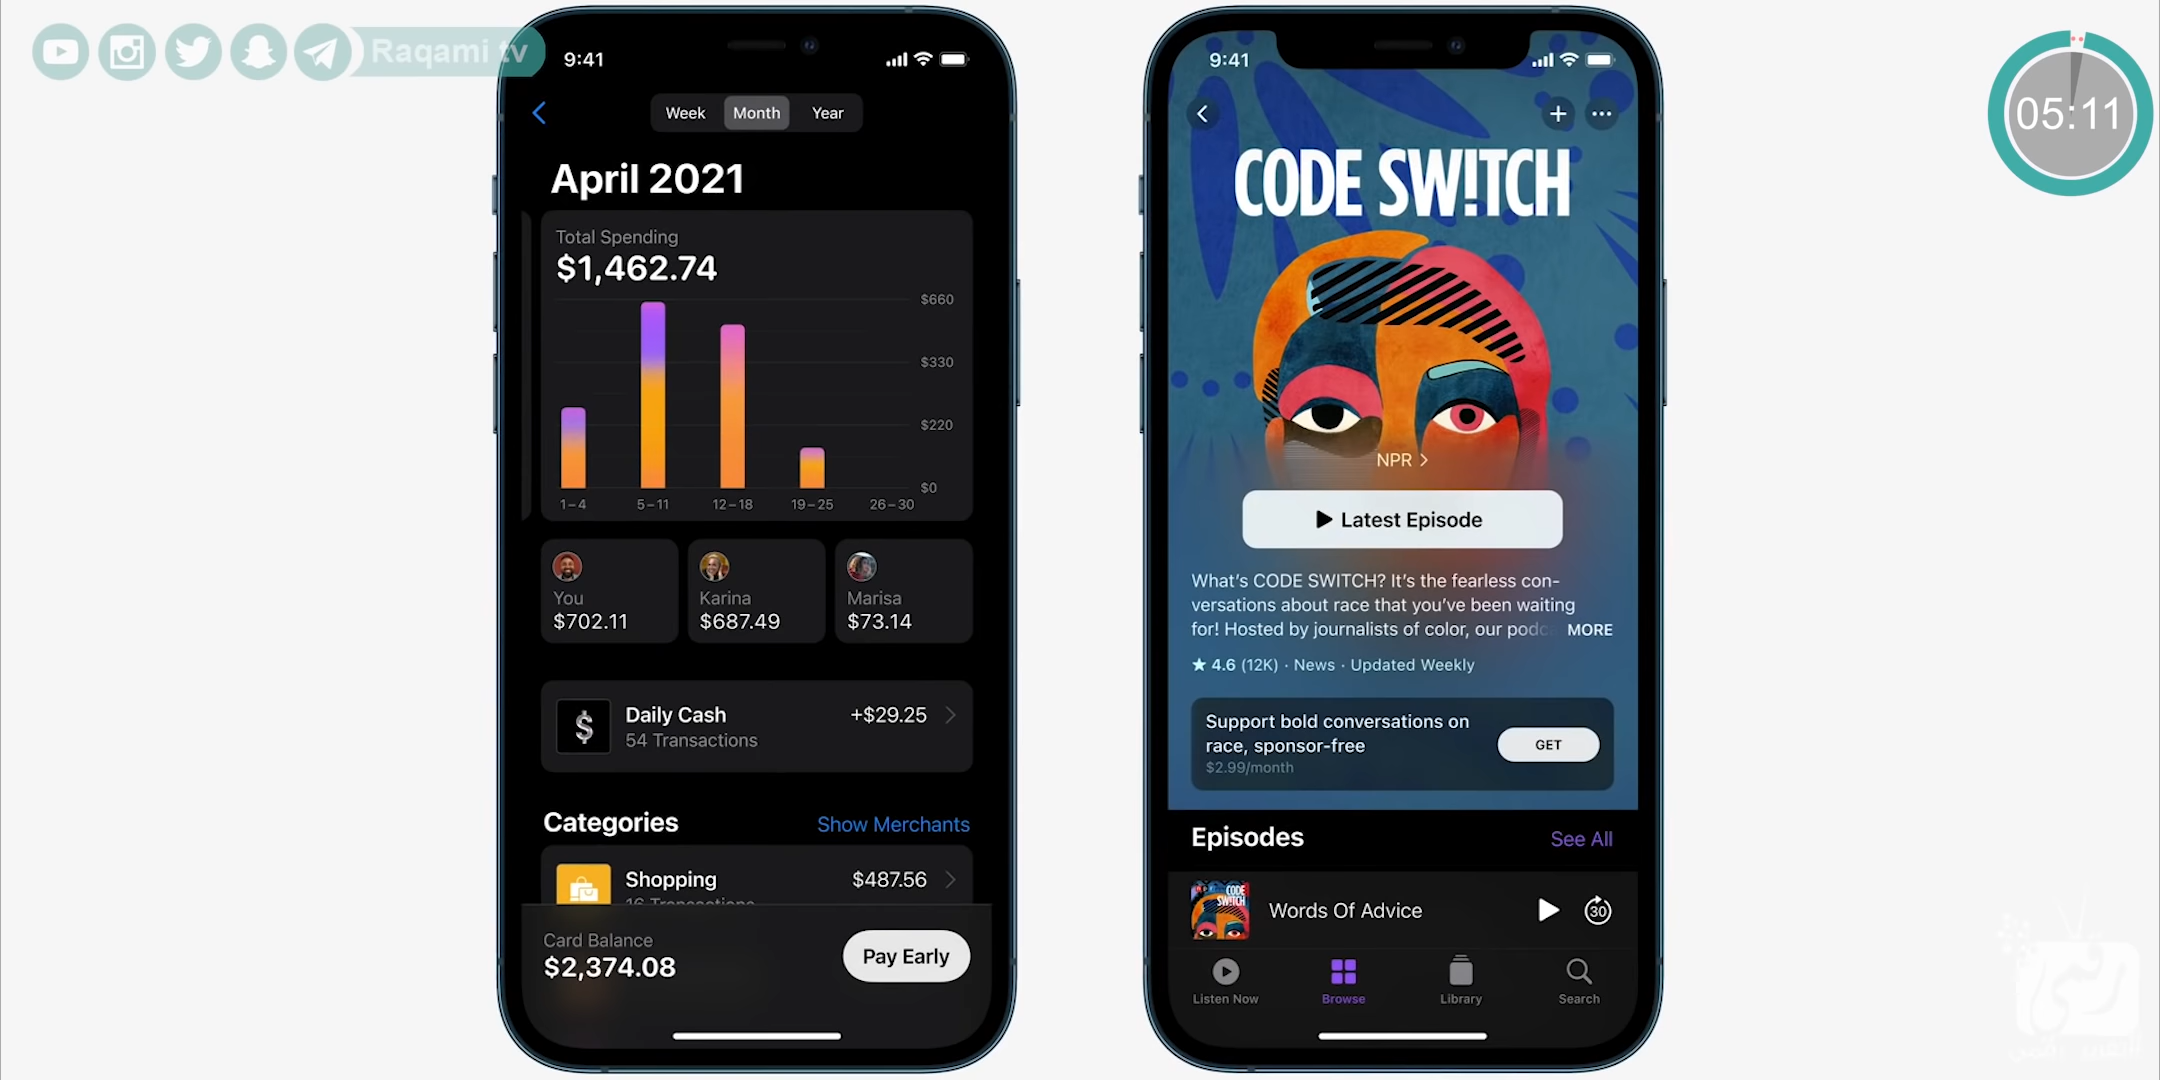 Raqami tv
05:11
9:41
Week Month Year
April 2021
Total Spending
$1,462.74
$660
$330
$220
$0
1–4 5–11 12–18 19–25 26–30
You
$702.11
Karina
$687.49
Marisa
$73.14
Daily Cash
54 Transactions
+$29.25
Categories
Show Merchants
Shopping
$487.56
16 Transactions
Card Balance
$2,374.08
Pay Early
9:41
CODE SW!TCH
NPR
Latest Episode
What's CODE SWITCH? It's the fearless con-
versations about race that you've been waiting
for! Hosted by journalists of color, our podc MORE
4.6 (12K) · News · Updated Weekly
Support bold conversations on
race, sponsor-free
$2.99/month
GET
Episodes
See All
CODE
SW!TCH
Words Of Advice
30
Listen Now Browse Library Search